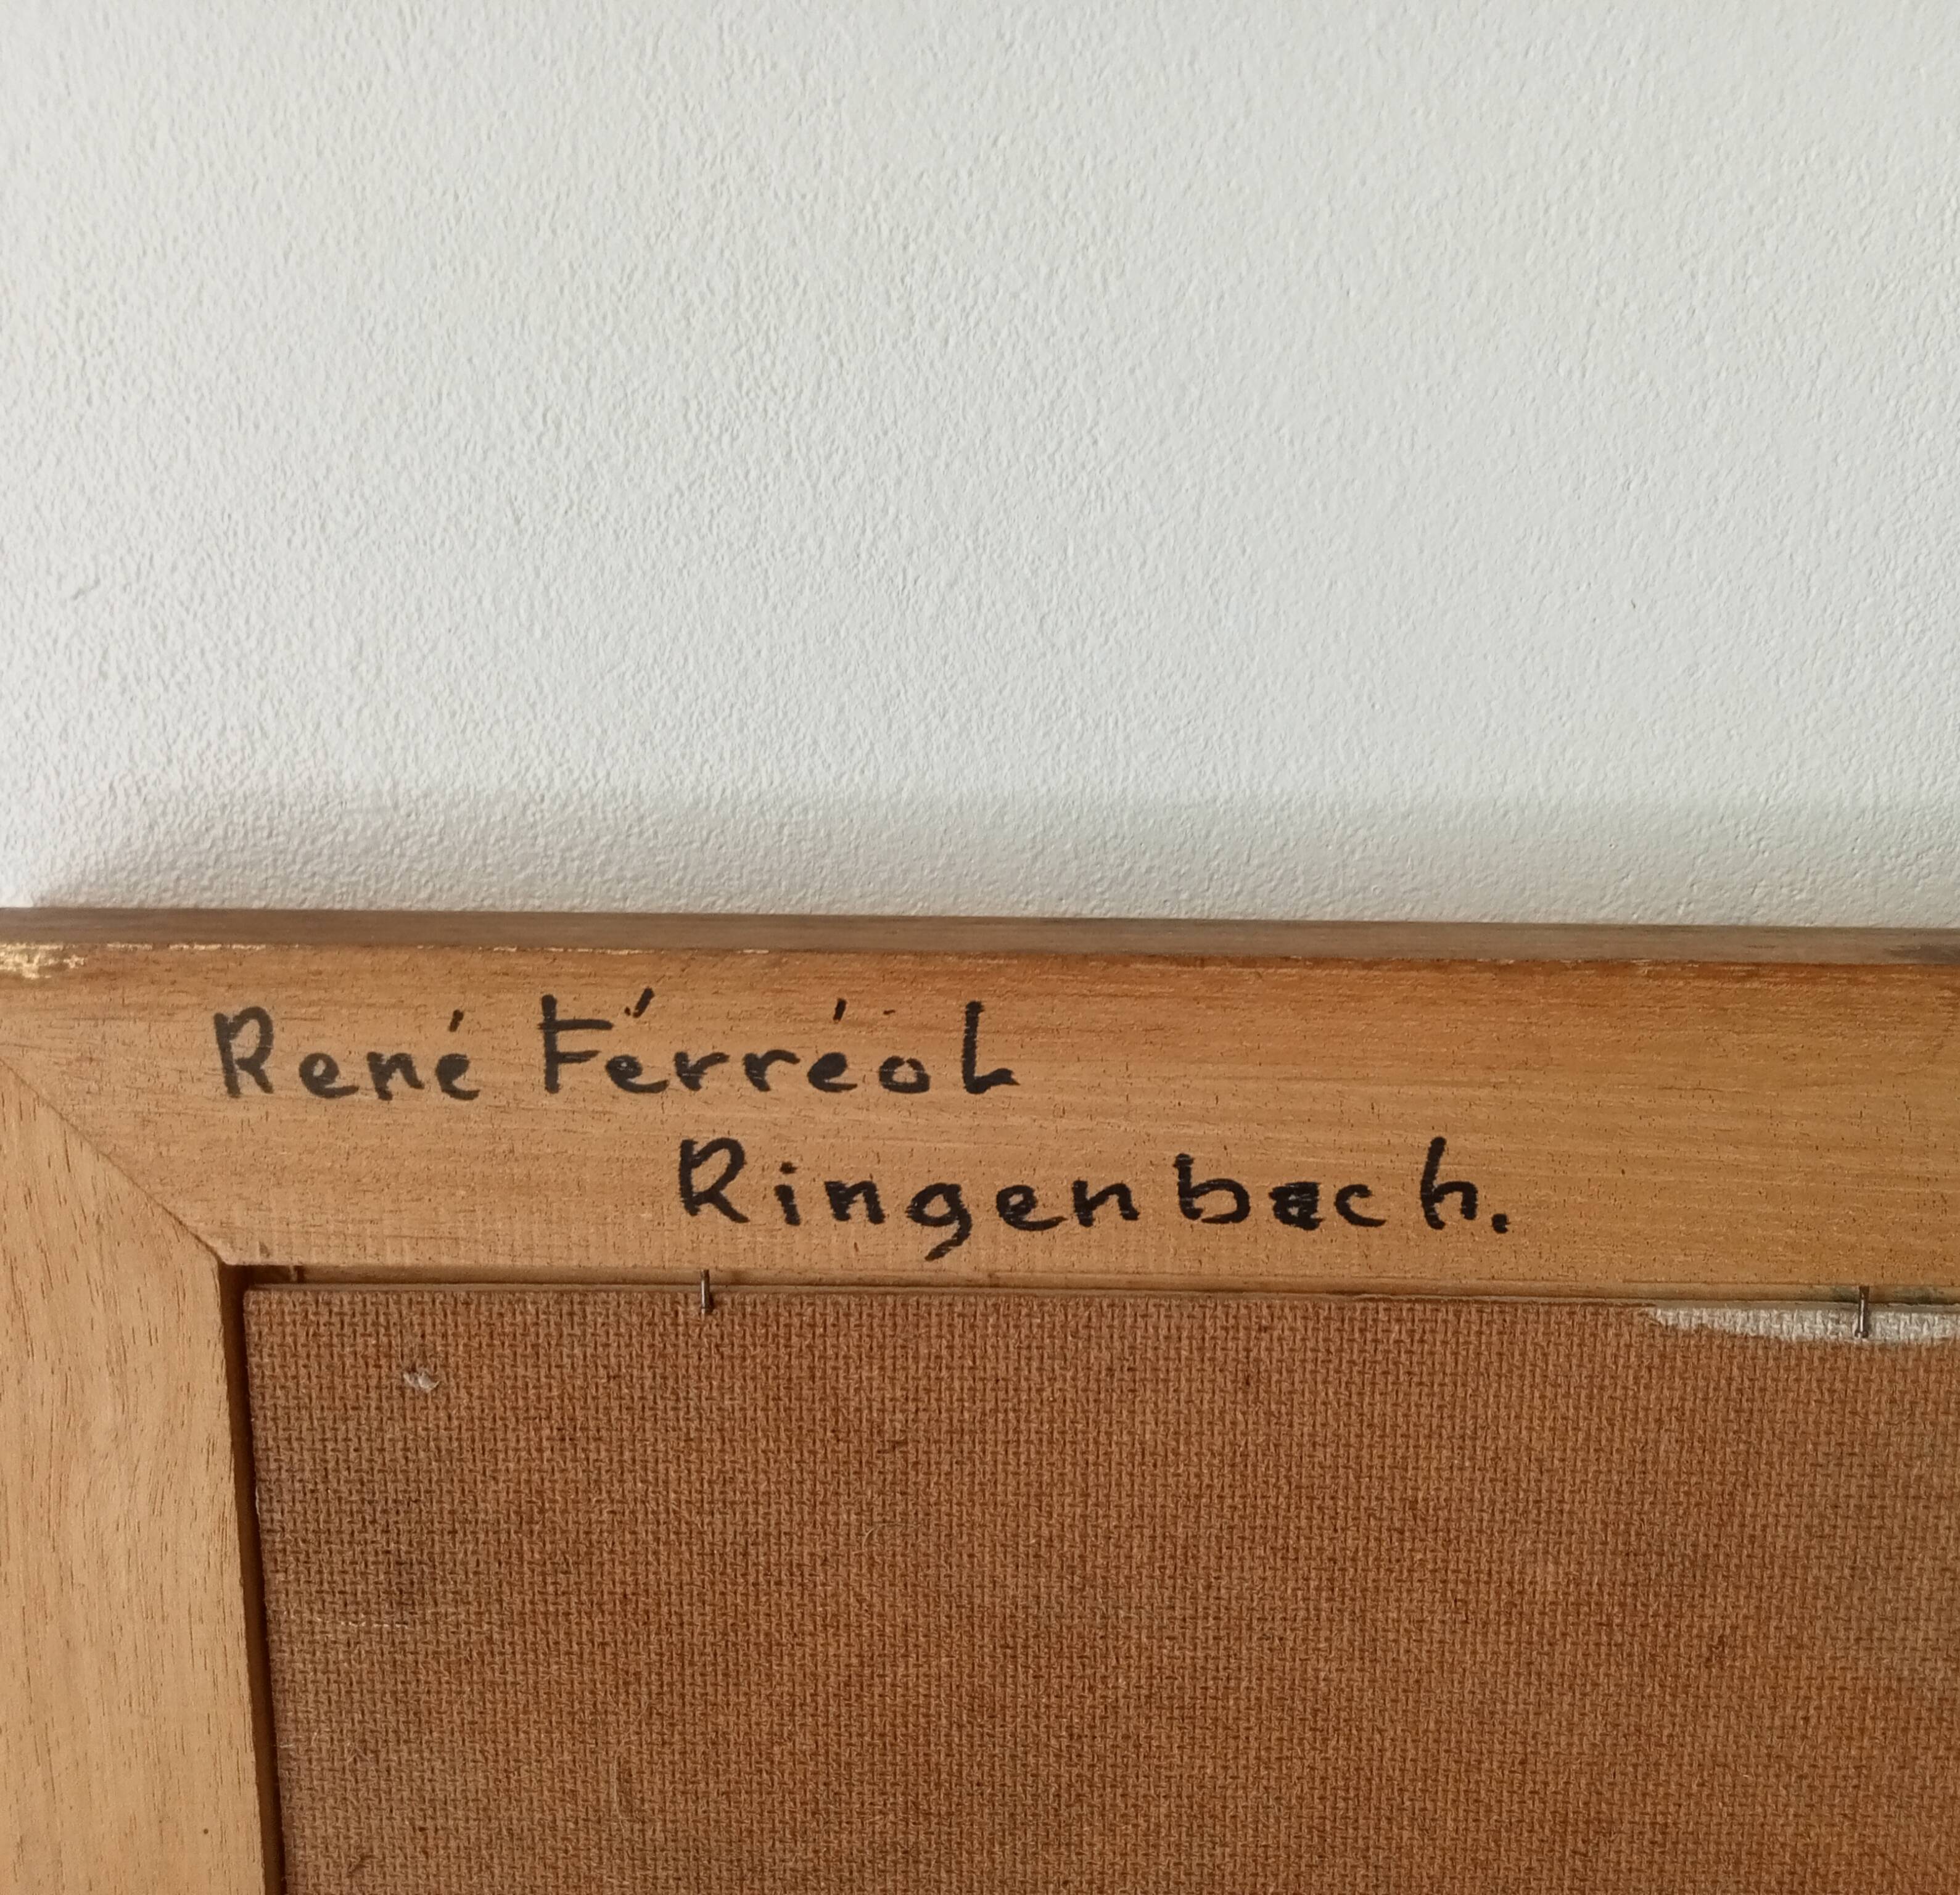 René Férréol
Ringenbach.